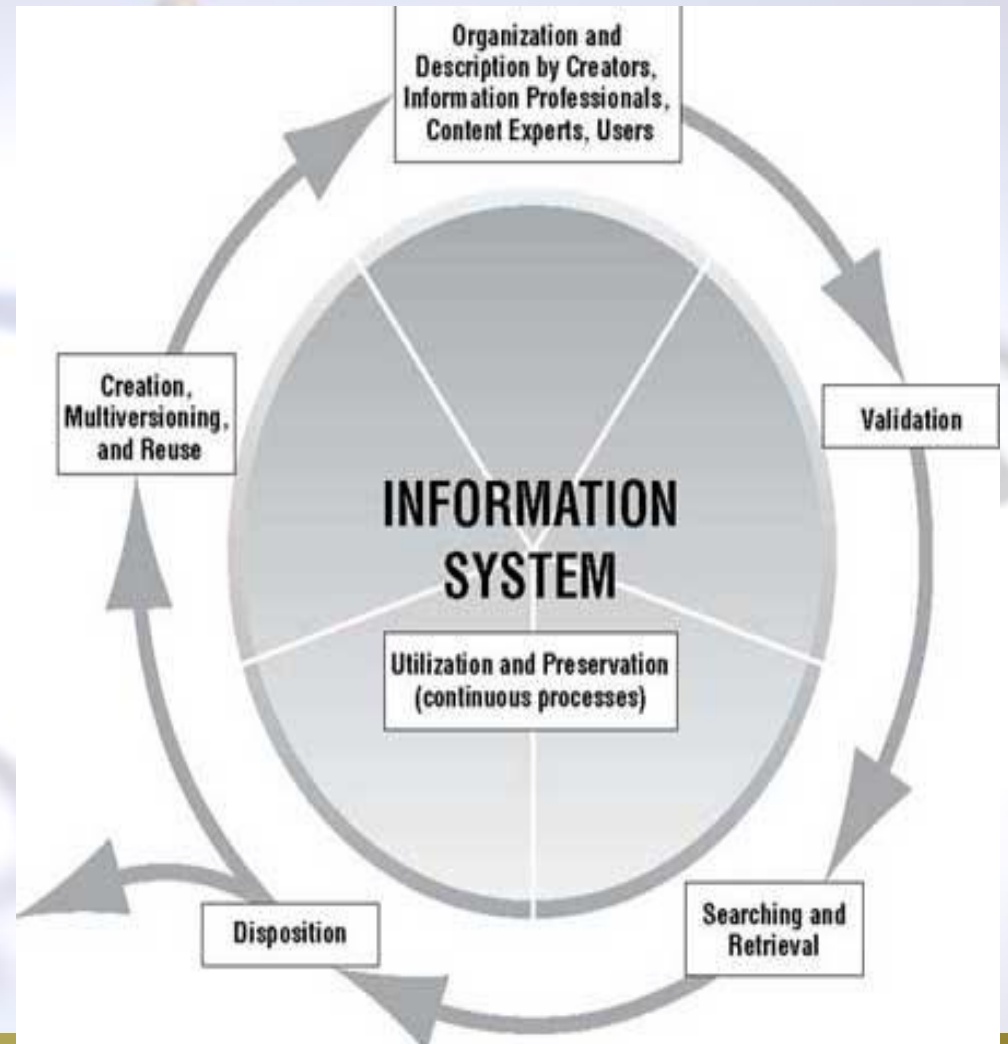 Organization and
Description by Creators,
Information Professionals,
Content Experts, Users
Creation,
Multiversioning,
and Reuse
Validation
INFORMATION
SYSTEM
Utilization and Preservation
(continuous processes)
Searching and
Retrieval
Disposition